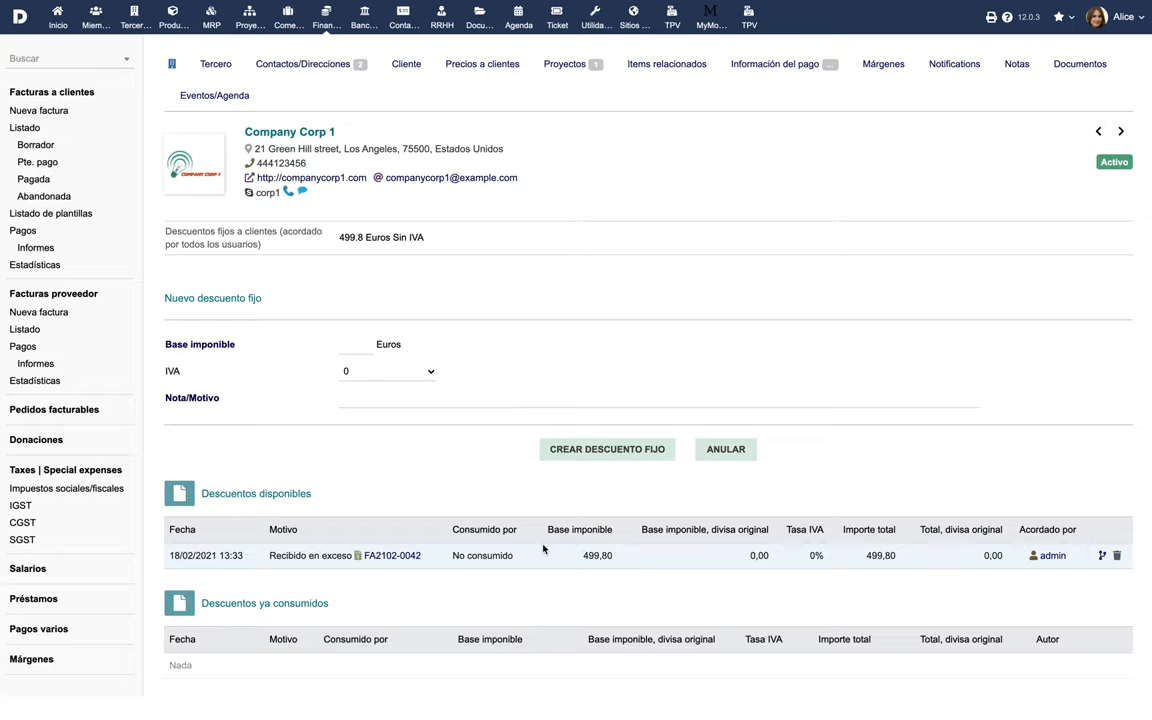 D Inicio Miem... Tercer... Produ... MRP Proye... Come... Finan... Banc... Conta... RRHH Docu... Agenda Ticket Utilida... Sitios ... TPV MyMo... TPV 12.0.3 Alice
Buscar
Facturas a clientes
Nueva factura
Listado
Borrador
Pte. pago
Pagada
Abandonada
Listado de plantillas
Pagos
Informes
Estadísticas
Facturas proveedor
Nueva factura
Listado
Pagos
Informes
Estadísticas
Pedidos facturables
Donaciones
Taxes | Special expenses
Impuestos sociales/fiscales
IGST
CGST
SGST
Salarios
Préstamos
Pagos varios
Márgenes
Tercero Contactos/Direcciones 2 Cliente Precios a clientes Proyectos 1 Items relacionados Información del pago ... Márgenes Notifications Notas Documentos
Eventos/Agenda
COMPANY CORP 1
Company Corp 1
21 Green Hill street, Los Angeles, 75500, Estados Unidos
444123456
http://companycorp1.com @ companycorp1@example.com
corp1
Activo
Descuentos fijos a clientes (acordado
por todos los usuarios)
499.8 Euros Sin IVA
Nuevo descuento fijo
Base imponible Euros
IVA 0
Nota/Motivo
CREAR DESCUENTO FIJO ANULAR
Descuentos disponibles
Fecha Motivo Consumido por Base imponible Base imponible, divisa original Tasa IVA Importe total Total, divisa original Acordado por
18/02/2021 13:33 Recibido en exceso FA2102-0042 No consumido 499,80 0,00 0% 499,80 0,00 admin
Descuentos ya consumidos
Fecha Motivo Consumido por Base imponible Base imponible, divisa original Tasa IVA Importe total Total, divisa original Autor
Nada